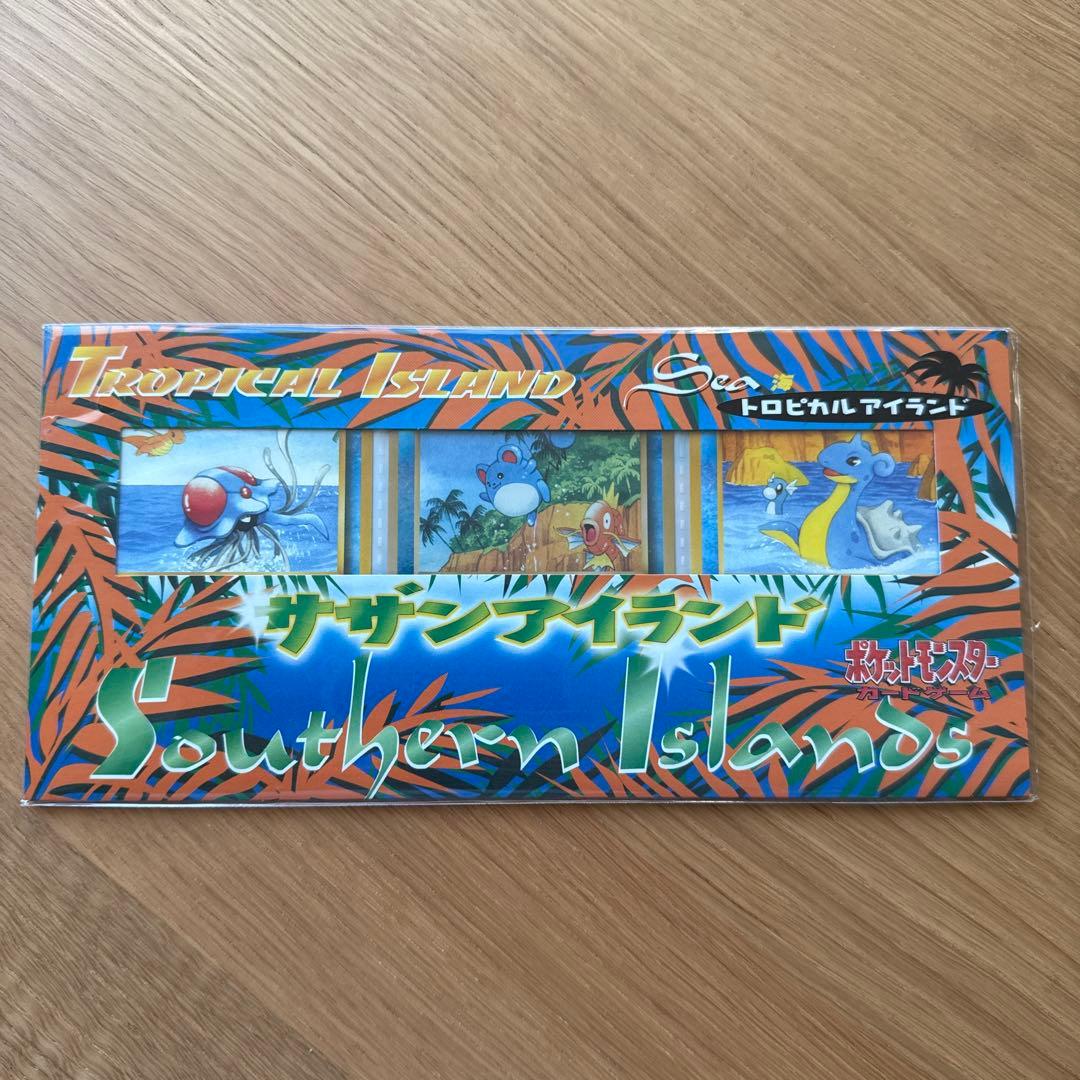 TROPICAL ISLAND
Sea 海
トロピカルアイランド
サザンアイランド
Southern Islands
ポケットモンスター
カードゲーム